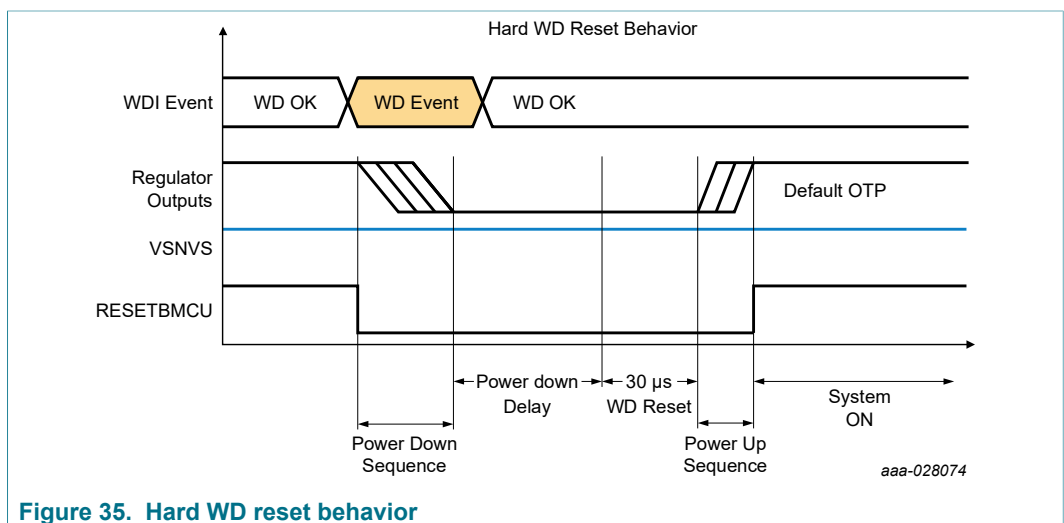 Hard WD Reset Behavior
WDI Event
WD OK
WD Event
WD OK
Regulator
Outputs
Default OTP
VSNVS
RESETBMCU
Power down
Delay
30 µs
WD Reset
System
ON
Power Down
Sequence
Power Up
Sequence
aaa-028074
Figure 35. Hard WD reset behavior